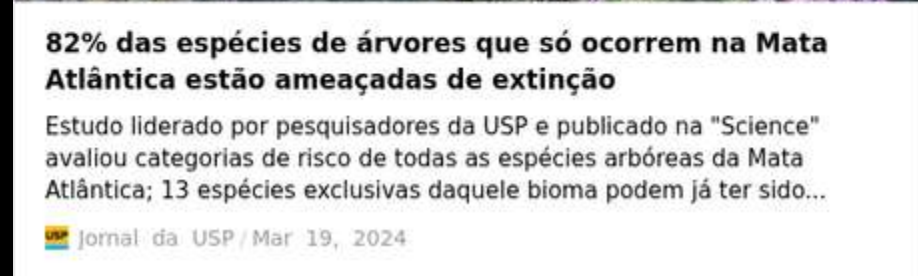 82% das espécies de árvores que só ocorrem na Mata
Atlântica estão ameaçadas de extinção
Estudo liderado por pesquisadores da USP e publicado na "Science"
avaliou categorias de risco de todas as espécies arbóreas da Mata
Atlântica; 13 espécies exclusivas daquele bioma podem já ter sido...
USP Jornal da USP / Mar 19, 2024